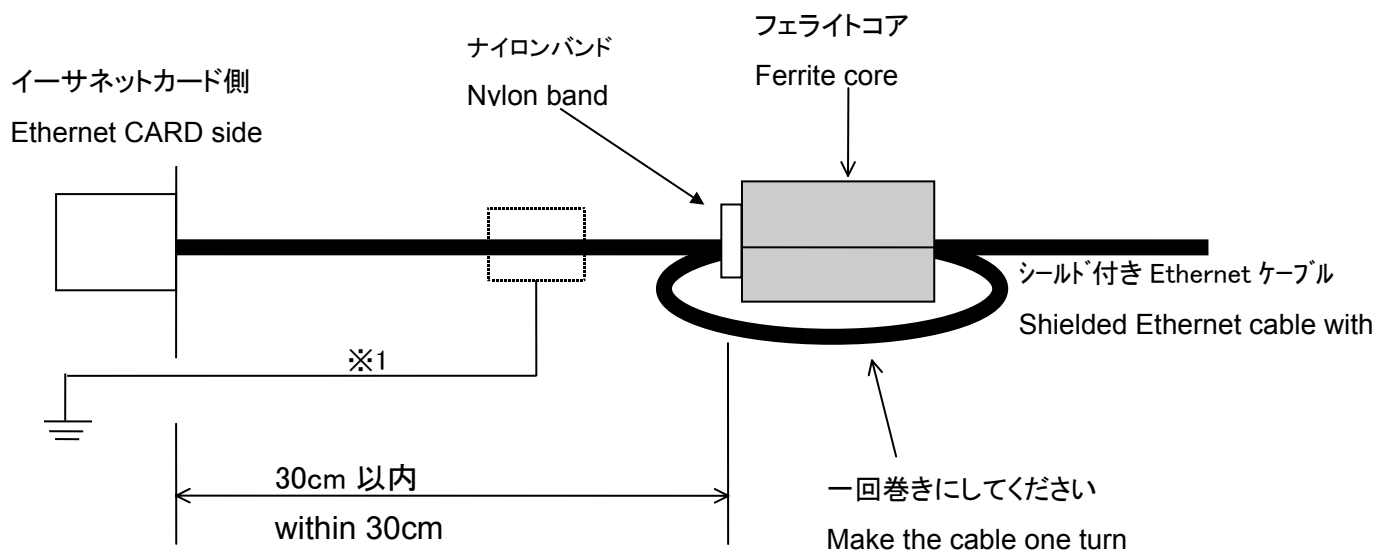 フェライトコア
Ferrite core
ナイロンバンド
Nylon band
イーサネットカード側
Ethernet CARD side
シールド付き Ethernet ケーブル
Shielded Ethernet cable with
※1
30cm 以内
within 30cm
一回巻きにしてください
Make the cable one turn